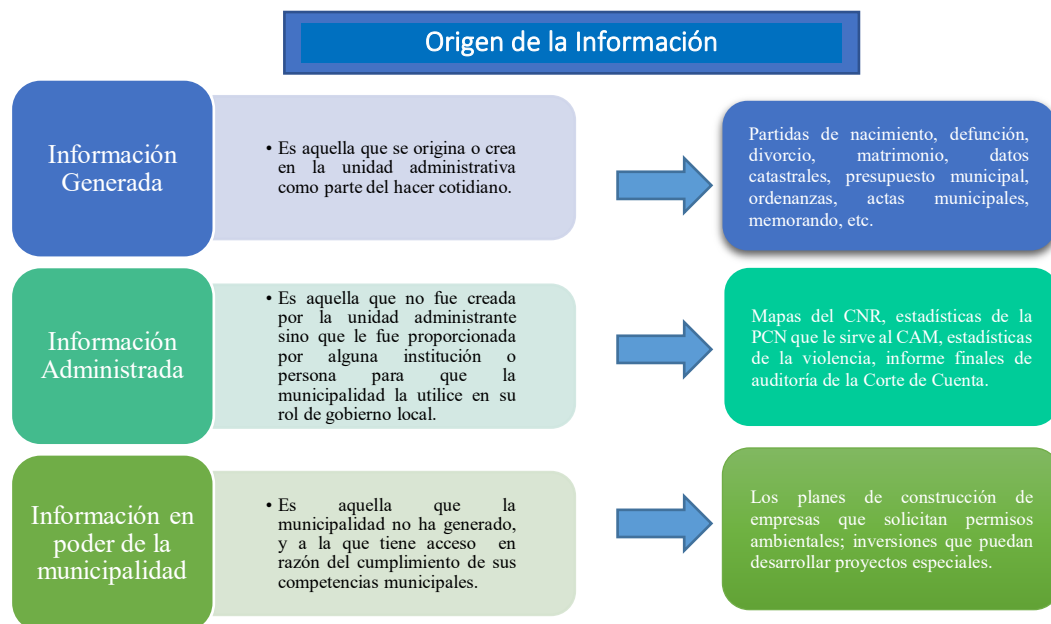 Origen de la Información
Información
Generada
• Es aquella que se origina o crea
en la unidad administrativa
como parte del hacer cotidiano.
Partidas de nacimiento, defunción,
divorcio, matrimonio, datos
catastrales, presupuesto municipal,
ordenanzas, actas municipales,
memorando, etc.
Información
Administrada
• Es aquella que no fue creada
por la unidad administrante
sino que le fue proporcionada
por alguna institución o
persona para que la
municipalidad la utilice en su
rol de gobierno local.
Mapas del CNR, estadísticas de la
PCN que le sirve al CAM, estadísticas
de la violencia, informe finales de
auditoría de la Corte de Cuenta.
Información en
poder de la
municipalidad
• Es aquella que la
municipalidad no ha generado,
y a la que tiene acceso en
razón del cumplimiento de sus
competencias municipales.
Los planes de construcción de
empresas que solicitan permisos
ambientales; inversiones que puedan
desarrollar proyectos especiales.